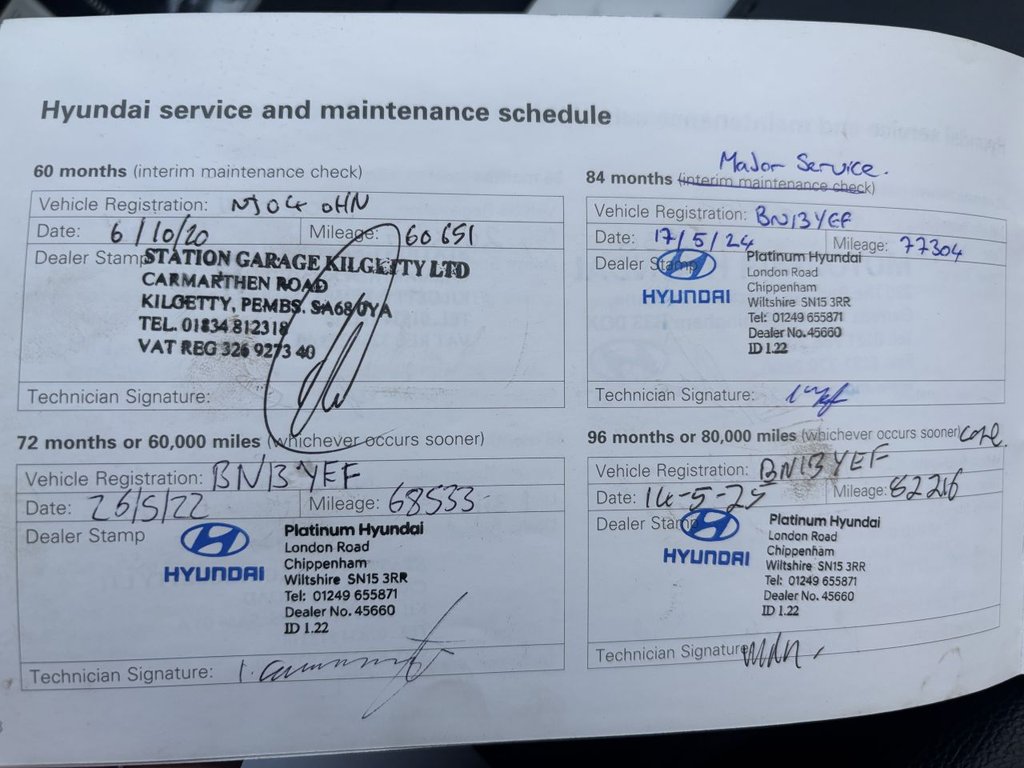 Hyundai service and maintenance schedule
60 months (interim maintenance check)
Vehicle Registration: NJ04 OHN
Date: 6/10/20 Mileage: 60651
Dealer Stamp
STATION GARAGE KILGETTY LTD
CARMARTHEN ROAD
KILGETTY, PEMBS. SA68 0YA
TEL. 01834 812318
VAT REG 326 9273 40
Technician Signature:
72 months or 60,000 miles (whichever occurs sooner)
Vehicle Registration: BN13 YEF
Date: 26/5/22 Mileage: 68533
Dealer Stamp
HYUNDAI
Platinum Hyundai
London Road
Chippenham
Wiltshire SN15 3RR
Tel: 01249 655871
Dealer No. 45660
ID 1.22
Technician Signature:
Major Service.
84 months (interim maintenance check)
Vehicle Registration: BN13 YEF
Date: 17/5/24 Mileage: 77304
Dealer Stamp
HYUNDAI
Platinum Hyundai
London Road
Chippenham
Wiltshire SN15 3RR
Tel: 01249 655871
Dealer No. 45660
ID 1.22
Technician Signature:
96 months or 80,000 miles (whichever occurs sooner)
Vehicle Registration: BN13 YEF
Date: 14-5-25 Mileage: 82216
Dealer Stamp
HYUNDAI
Platinum Hyundai
London Road
Chippenham
Wiltshire SN15 3RR
Tel: 01249 655871
Dealer No. 45660
ID 1.22
Technician Signature